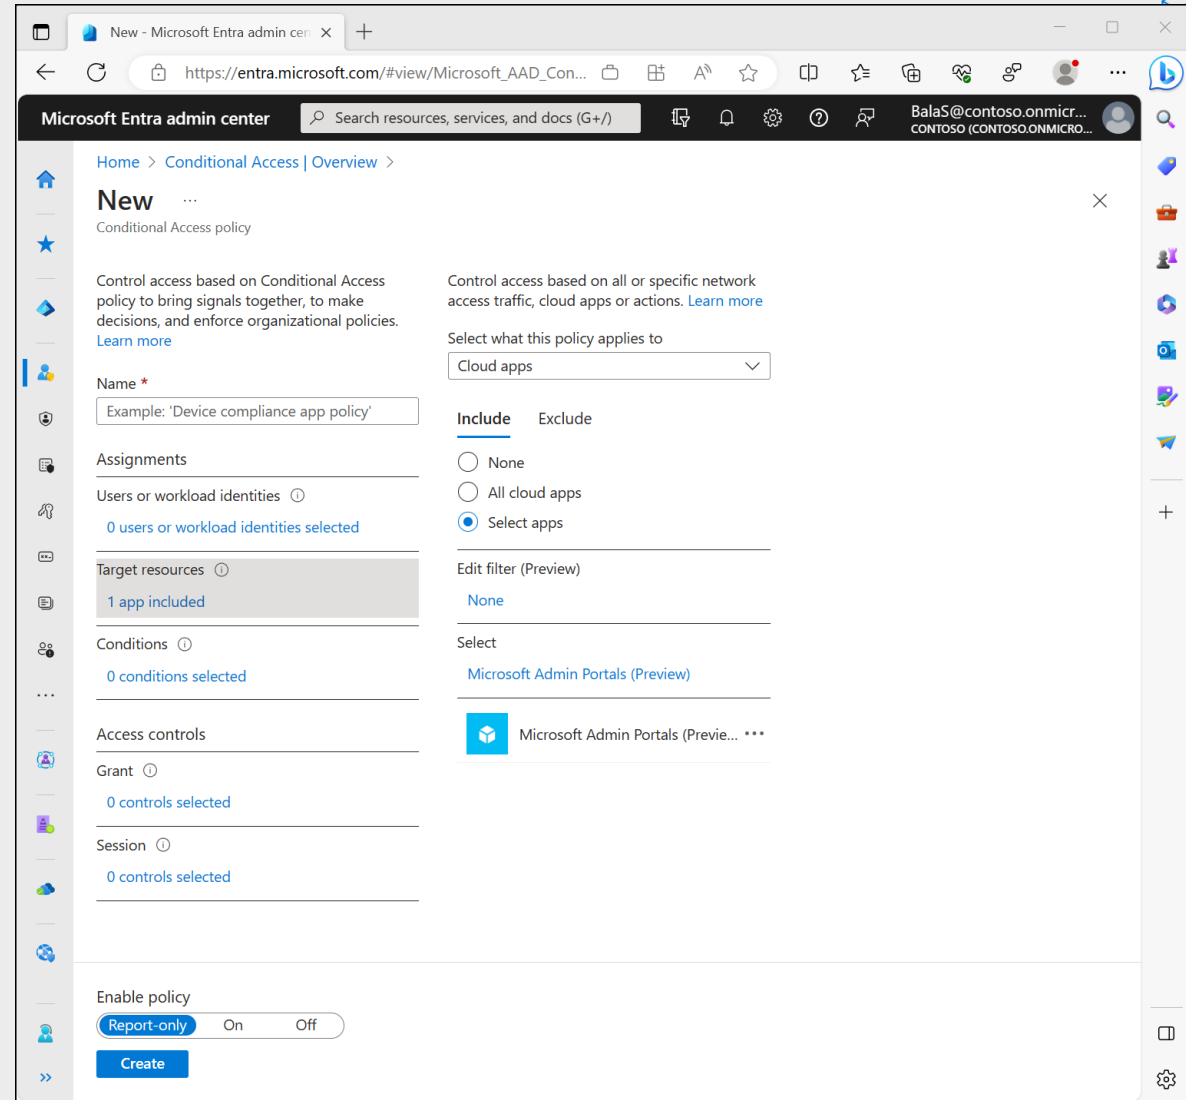 New - Microsoft Entra admin cen
https://entra.microsoft.com/#view/Microsoft_AAD_Con...
Microsoft Entra admin center
Search resources, services, and docs (G+/)
BalaS@contoso.onmicr...
CONTOSO (CONTOSO.ONMICRO...
Home > Conditional Access | Overview >
New ...
Conditional Access policy
Control access based on Conditional Access
policy to bring signals together, to make
decisions, and enforce organizational policies.
Learn more
Name *
Example: 'Device compliance app policy'
Assignments
Users or workload identities
0 users or workload identities selected
Target resources
1 app included
Conditions
0 conditions selected
Access controls
Grant
0 controls selected
Session
0 controls selected
Control access based on all or specific network
access traffic, cloud apps or actions. Learn more
Select what this policy applies to
Cloud apps
Include Exclude
None
All cloud apps
Select apps
Edit filter (Preview)
None
Select
Microsoft Admin Portals (Preview)
Microsoft Admin Portals (Previe... •••
Enable policy
Report-only On Off
Create